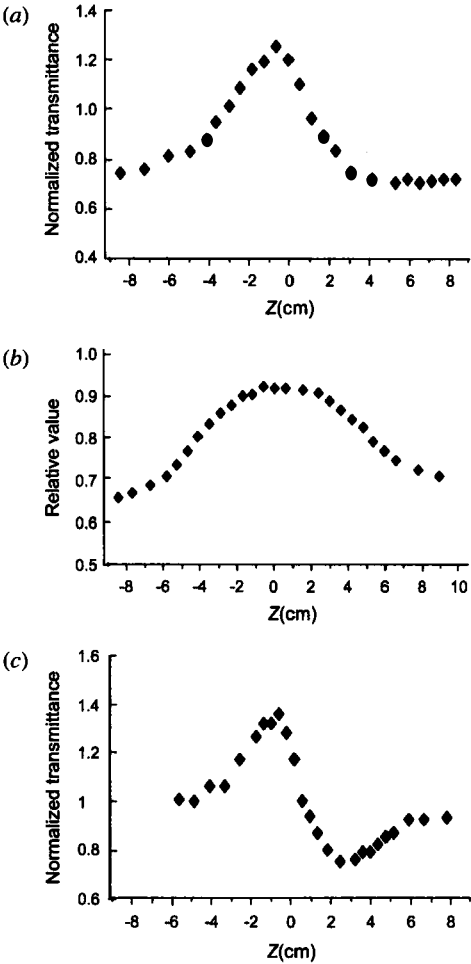 (a)
Normalized transmittance
1.4
1.2
1.0
0.8
0.6
0.4
-8 -6 -4 -2 0 2 4 6 8
Z(cm)
(b)
Relative value
1.0
0.9
0.8
0.7
0.6
0.5
-8 -6 -4 -2 0 2 4 6 8 10
Z(cm)
(c)
Normalized transmittance
1.6
1.4
1.2
1
0.8
0.6
-8 -6 -4 -2 0 2 4 6 8
Z(cm)